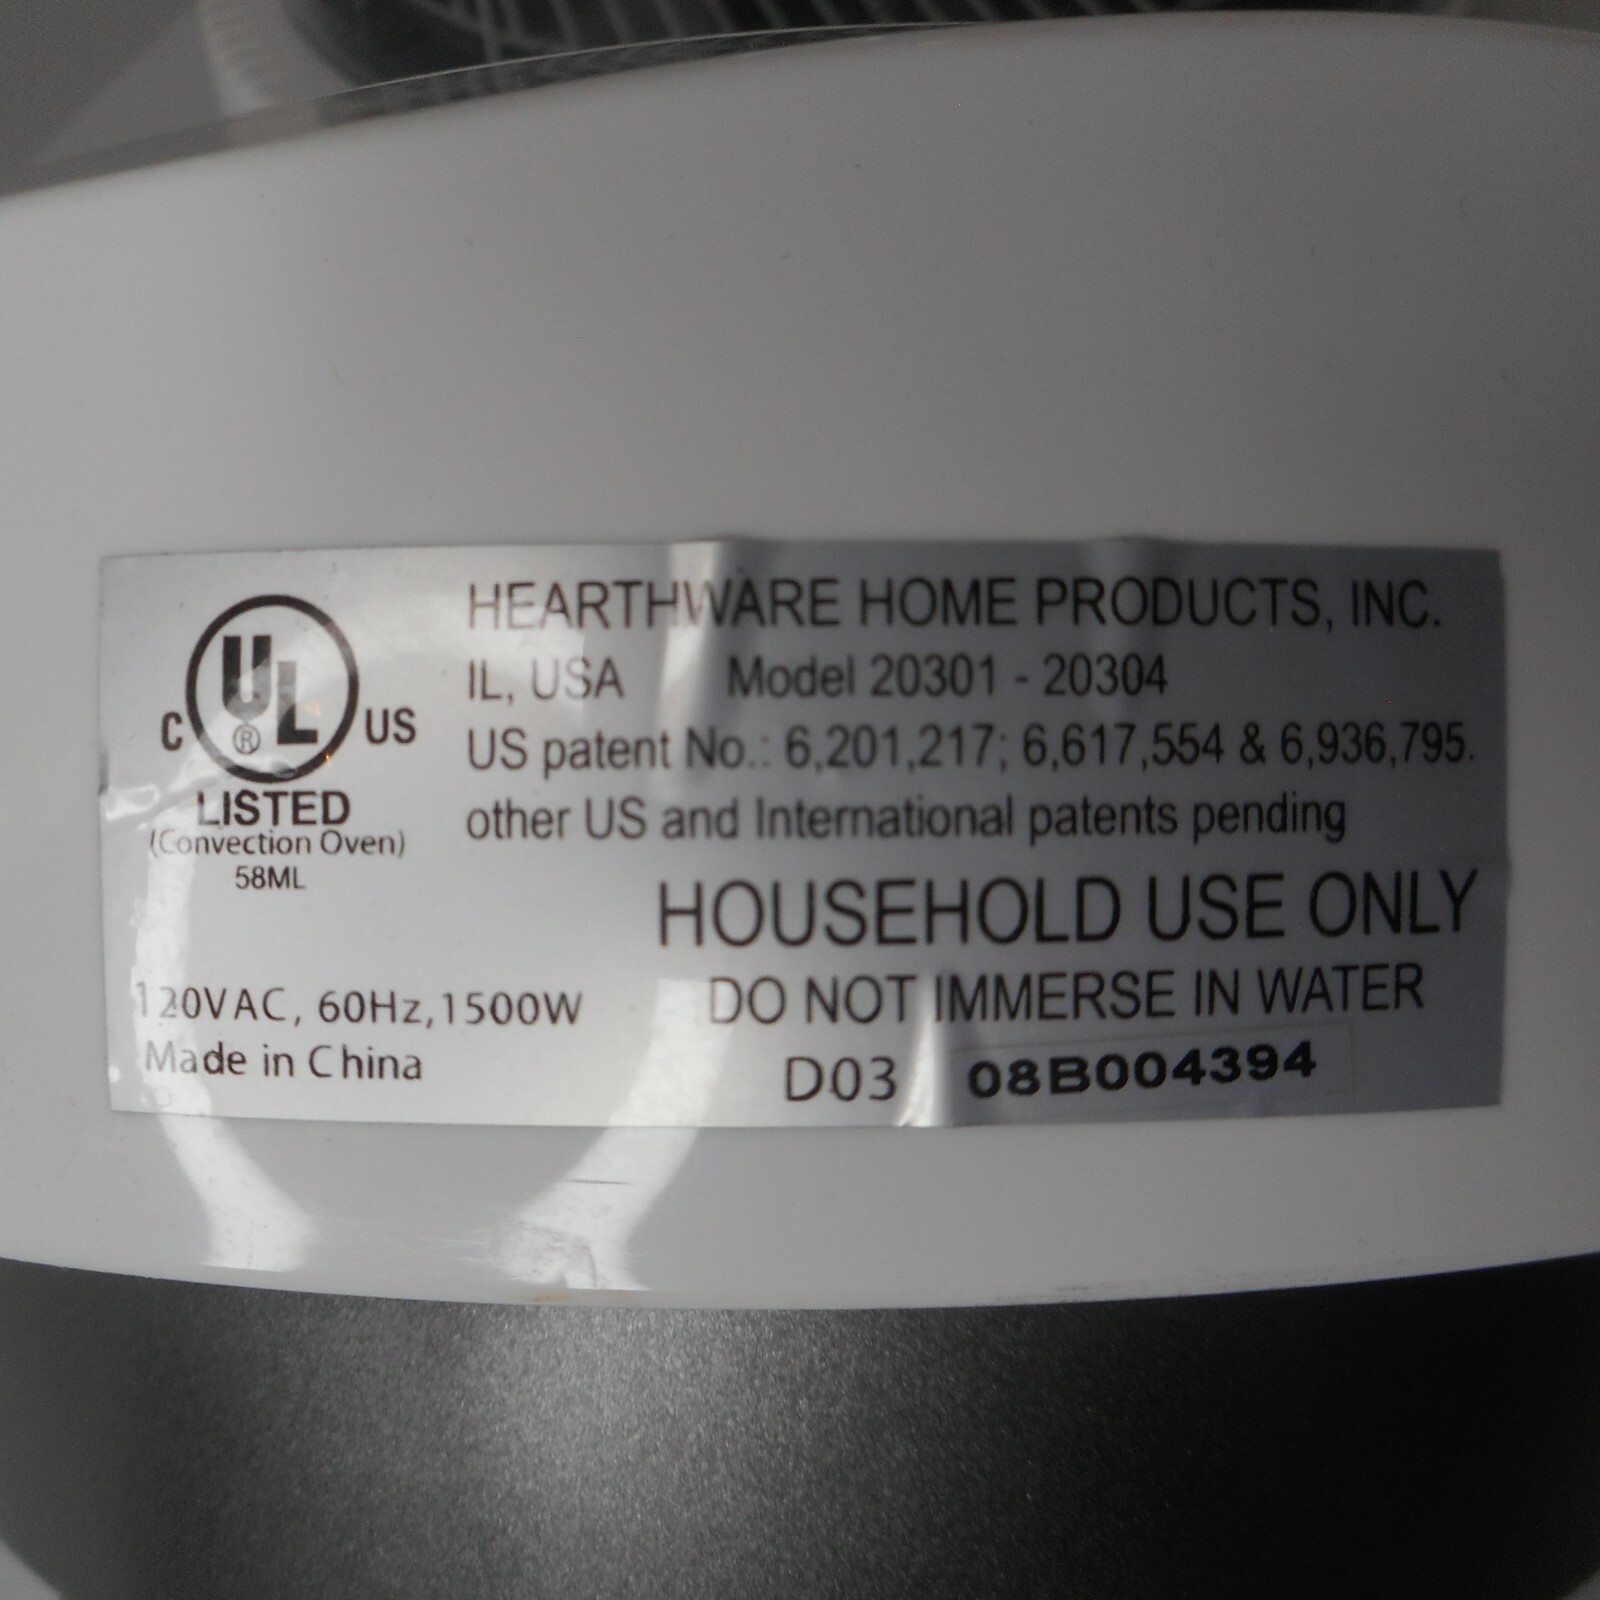 HEARTHWARE HOME PRODUCTS, INC.
IL, USA Model 20301 - 20304
US patent No.: 6,201,217; 6,617,554 & 6,936,795.
other US and International patents pending
C UL ® US
LISTED
(Convection Oven)
58ML
HOUSEHOLD USE ONLY
DO NOT IMMERSE IN WATER
120VAC, 60Hz,1500W
Made in China
D03 08B004394